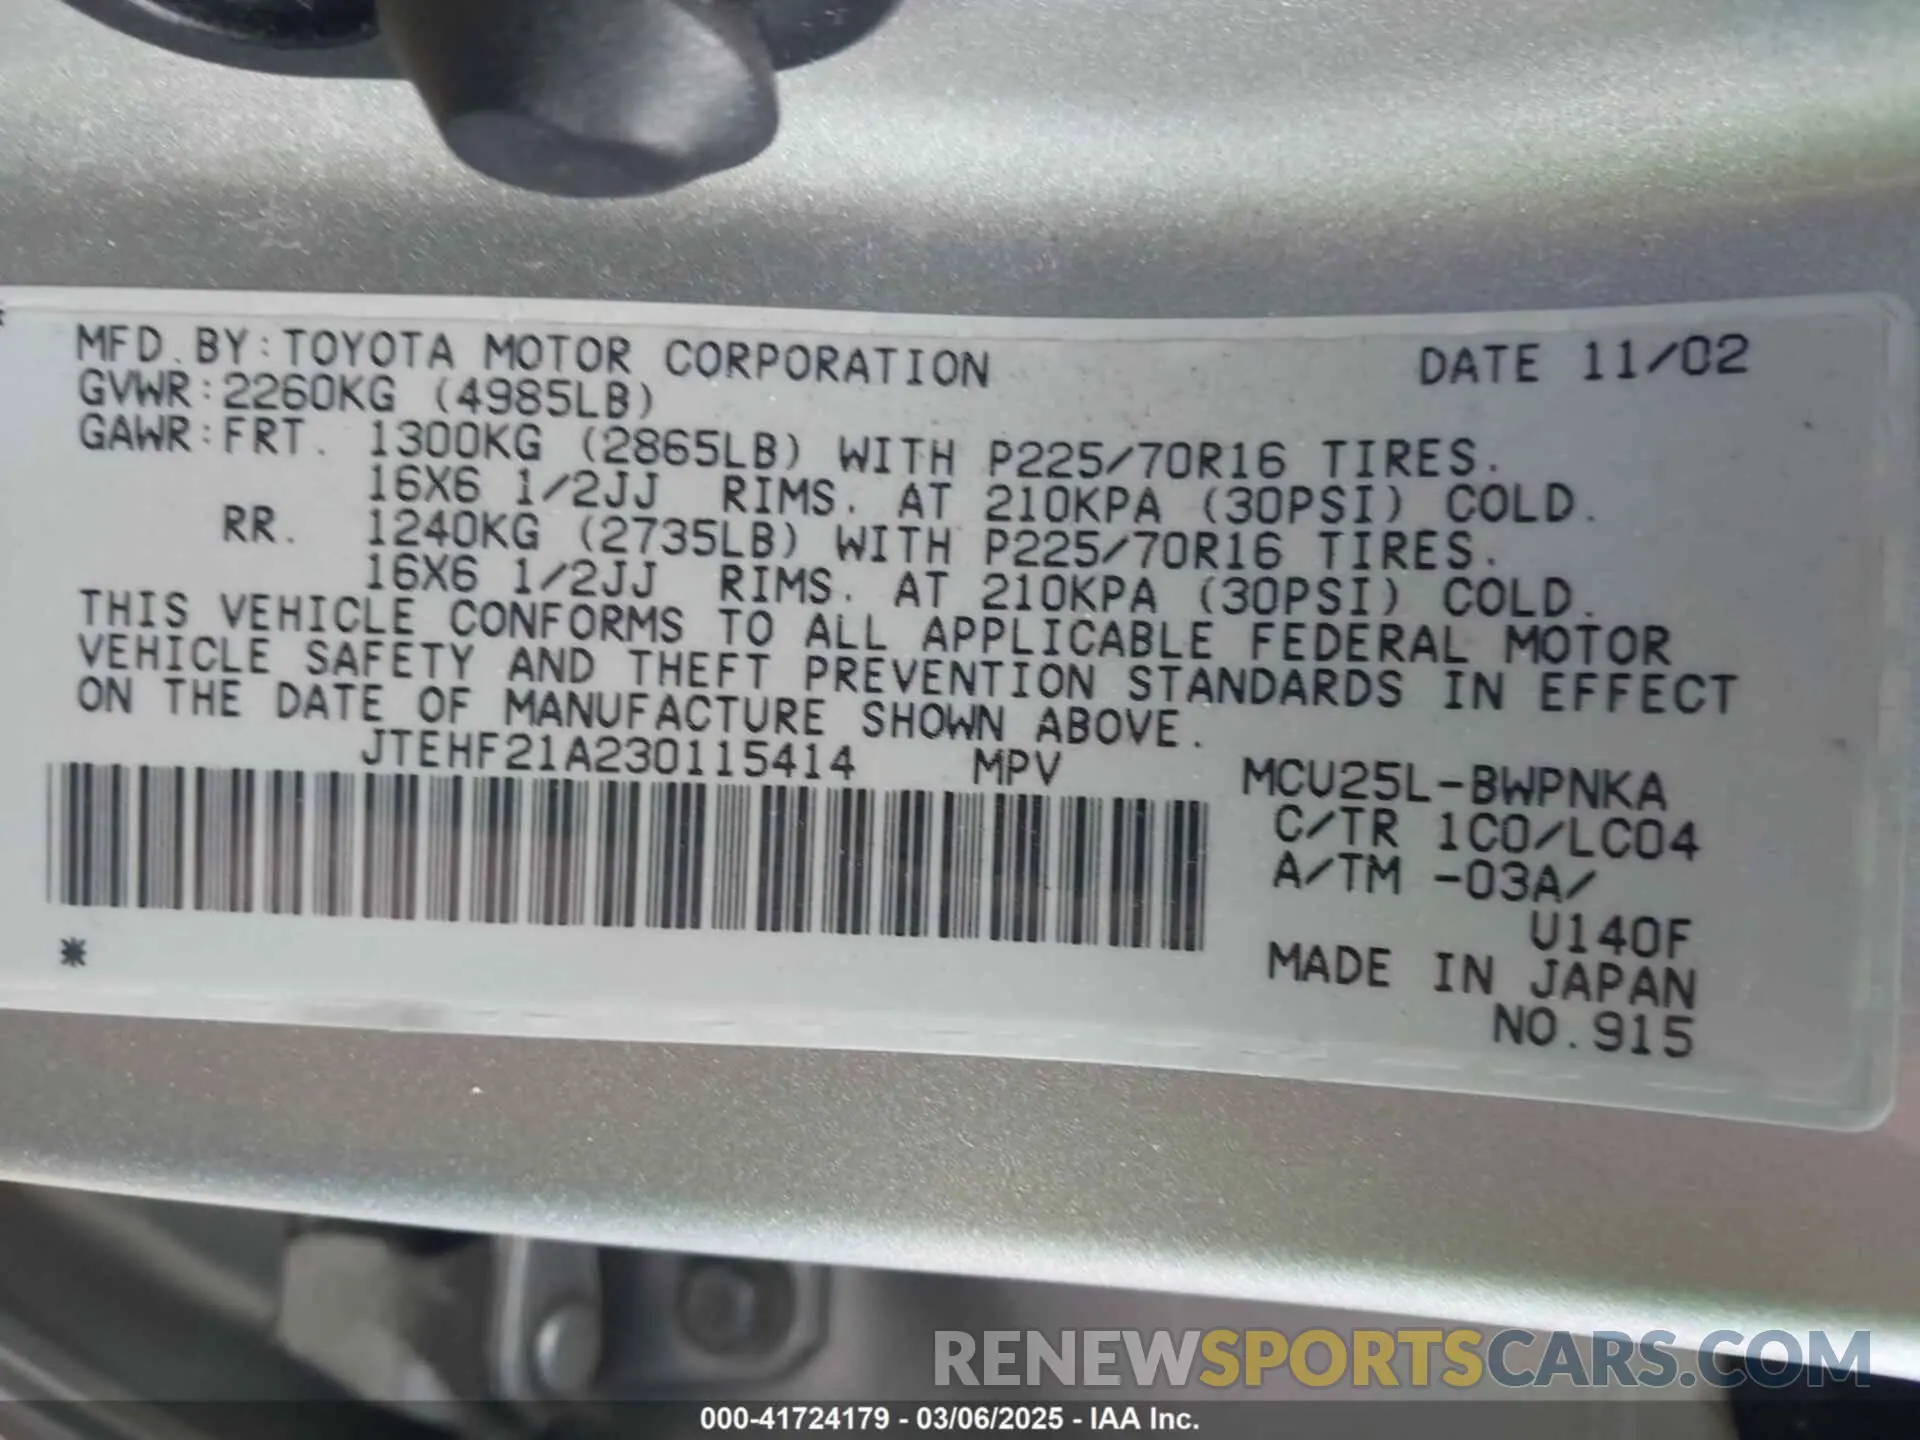 MFD.BY:TOYOTA MOTOR CORPORATION DATE 11/02
GVWR:2260KG (4985LB)
GAWR:FRT. 1300KG (2865LB) WITH P225/70R16 TIRES.
16X6 1/2JJ RIMS. AT 210KPA (30PSI) COLD.
RR. 1240KG (2735LB) WITH P225/70R16 TIRES.
16X6 1/2JJ RIMS. AT 210KPA (30PSI) COLD.
THIS VEHICLE CONFORMS TO ALL APPLICABLE FEDERAL MOTOR
VEHICLE SAFETY AND THEFT PREVENTION STANDARDS IN EFFECT
ON THE DATE OF MANUFACTURE SHOWN ABOVE.
JTEHF21A230115414 MPV MCU25L-BWPNKA
C/TR 1C0/LC04
A/TM -03A/
U140F
*
MADE IN JAPAN
NO.915
RENEWSPORTSCARS.COM
000-41724179 - 03/06/2025 - IAA Inc.